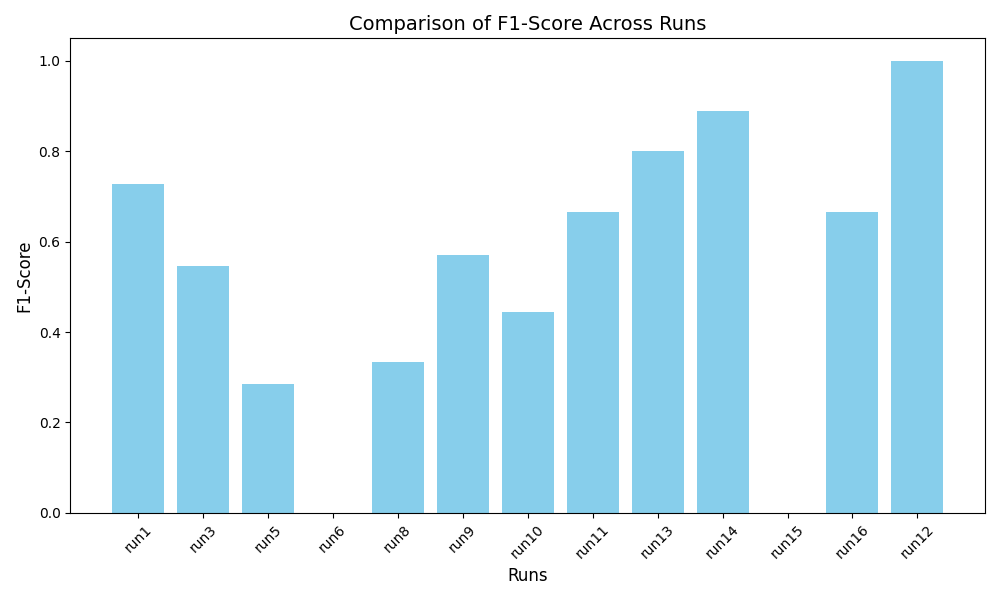 Comparison of F1-Score Across Runs
F1-Score
1.0
0.8
0.6
0.4
0.2
0.0
run1 run3 run5 run6 run8 run9 run10 run11 run13 run14 run15 run16 run12
Runs